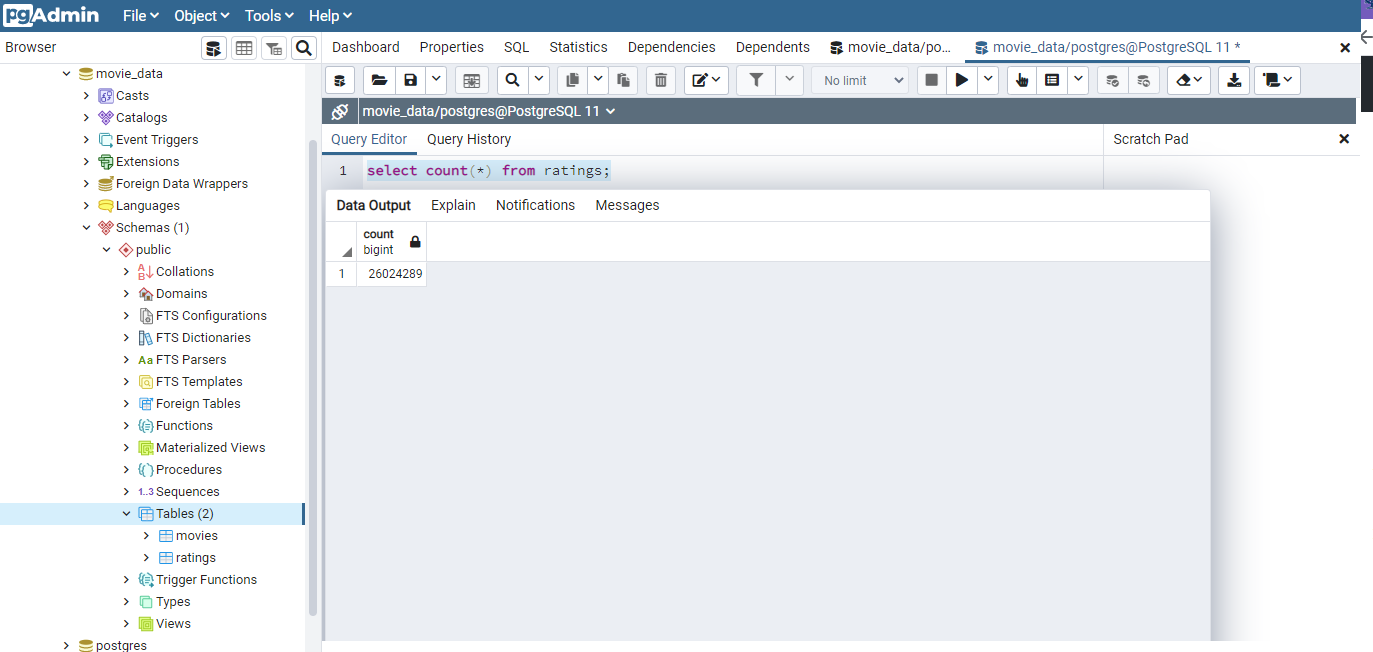 pgAdmin File Object Tools Help
Browser
Dashboard Properties SQL Statistics Dependencies Dependents movie_data/po... movie_data/postgres@PostgreSQL 11 *
No limit
movie_data/postgres@PostgreSQL 11
Query Editor Query History
Scratch Pad
1 select count(*) from ratings;
Data Output Explain Notifications Messages
count
bigint
1 26024289
movie_data
Casts
Catalogs
Event Triggers
Extensions
Foreign Data Wrappers
Languages
Schemas (1)
public
Collations
Domains
FTS Configurations
FTS Dictionaries
Aa FTS Parsers
FTS Templates
Foreign Tables
Functions
Materialized Views
Procedures
1..3 Sequences
Tables (2)
movies
ratings
Trigger Functions
Types
Views
postgres